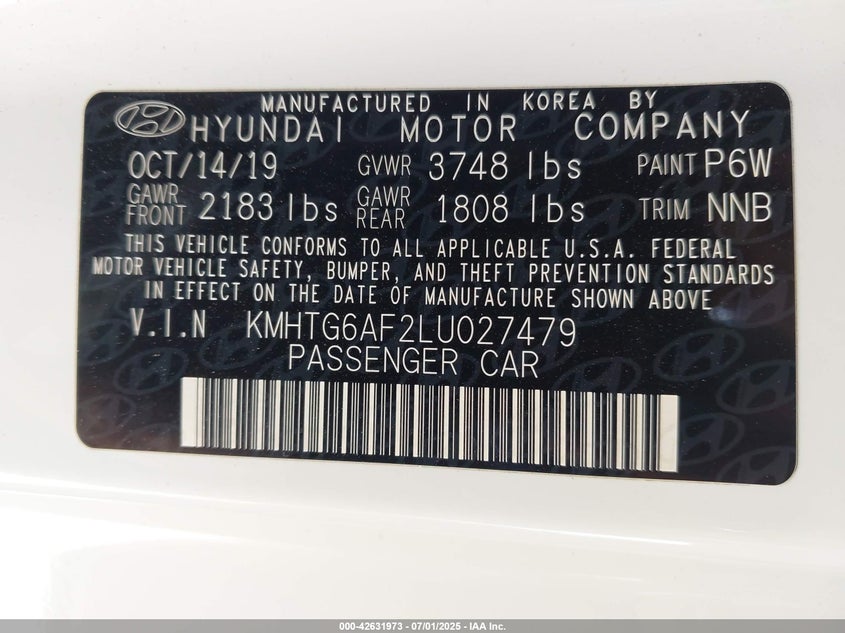 MANUFACTURED IN KOREA BY
HYUNDAI MOTOR COMPANY
OCT/14/19 GVWR 3748 lbs PAINT P6W
GAWR FRONT 2183 lbs GAWR REAR 1808 lbs TRIM NNB
THIS VEHICLE CONFORMS TO ALL APPLICABLE U.S.A. FEDERAL
MOTOR VEHICLE SAFETY, BUMPER, AND THEFT PREVENTION STANDARDS
IN EFFECT ON THE DATE OF MANUFACTURE SHOWN ABOVE
V.I.N KMHTG6AF2LU027479
PASSENGER CAR
000-42631973 - 07/01/2025 - IAA Inc.